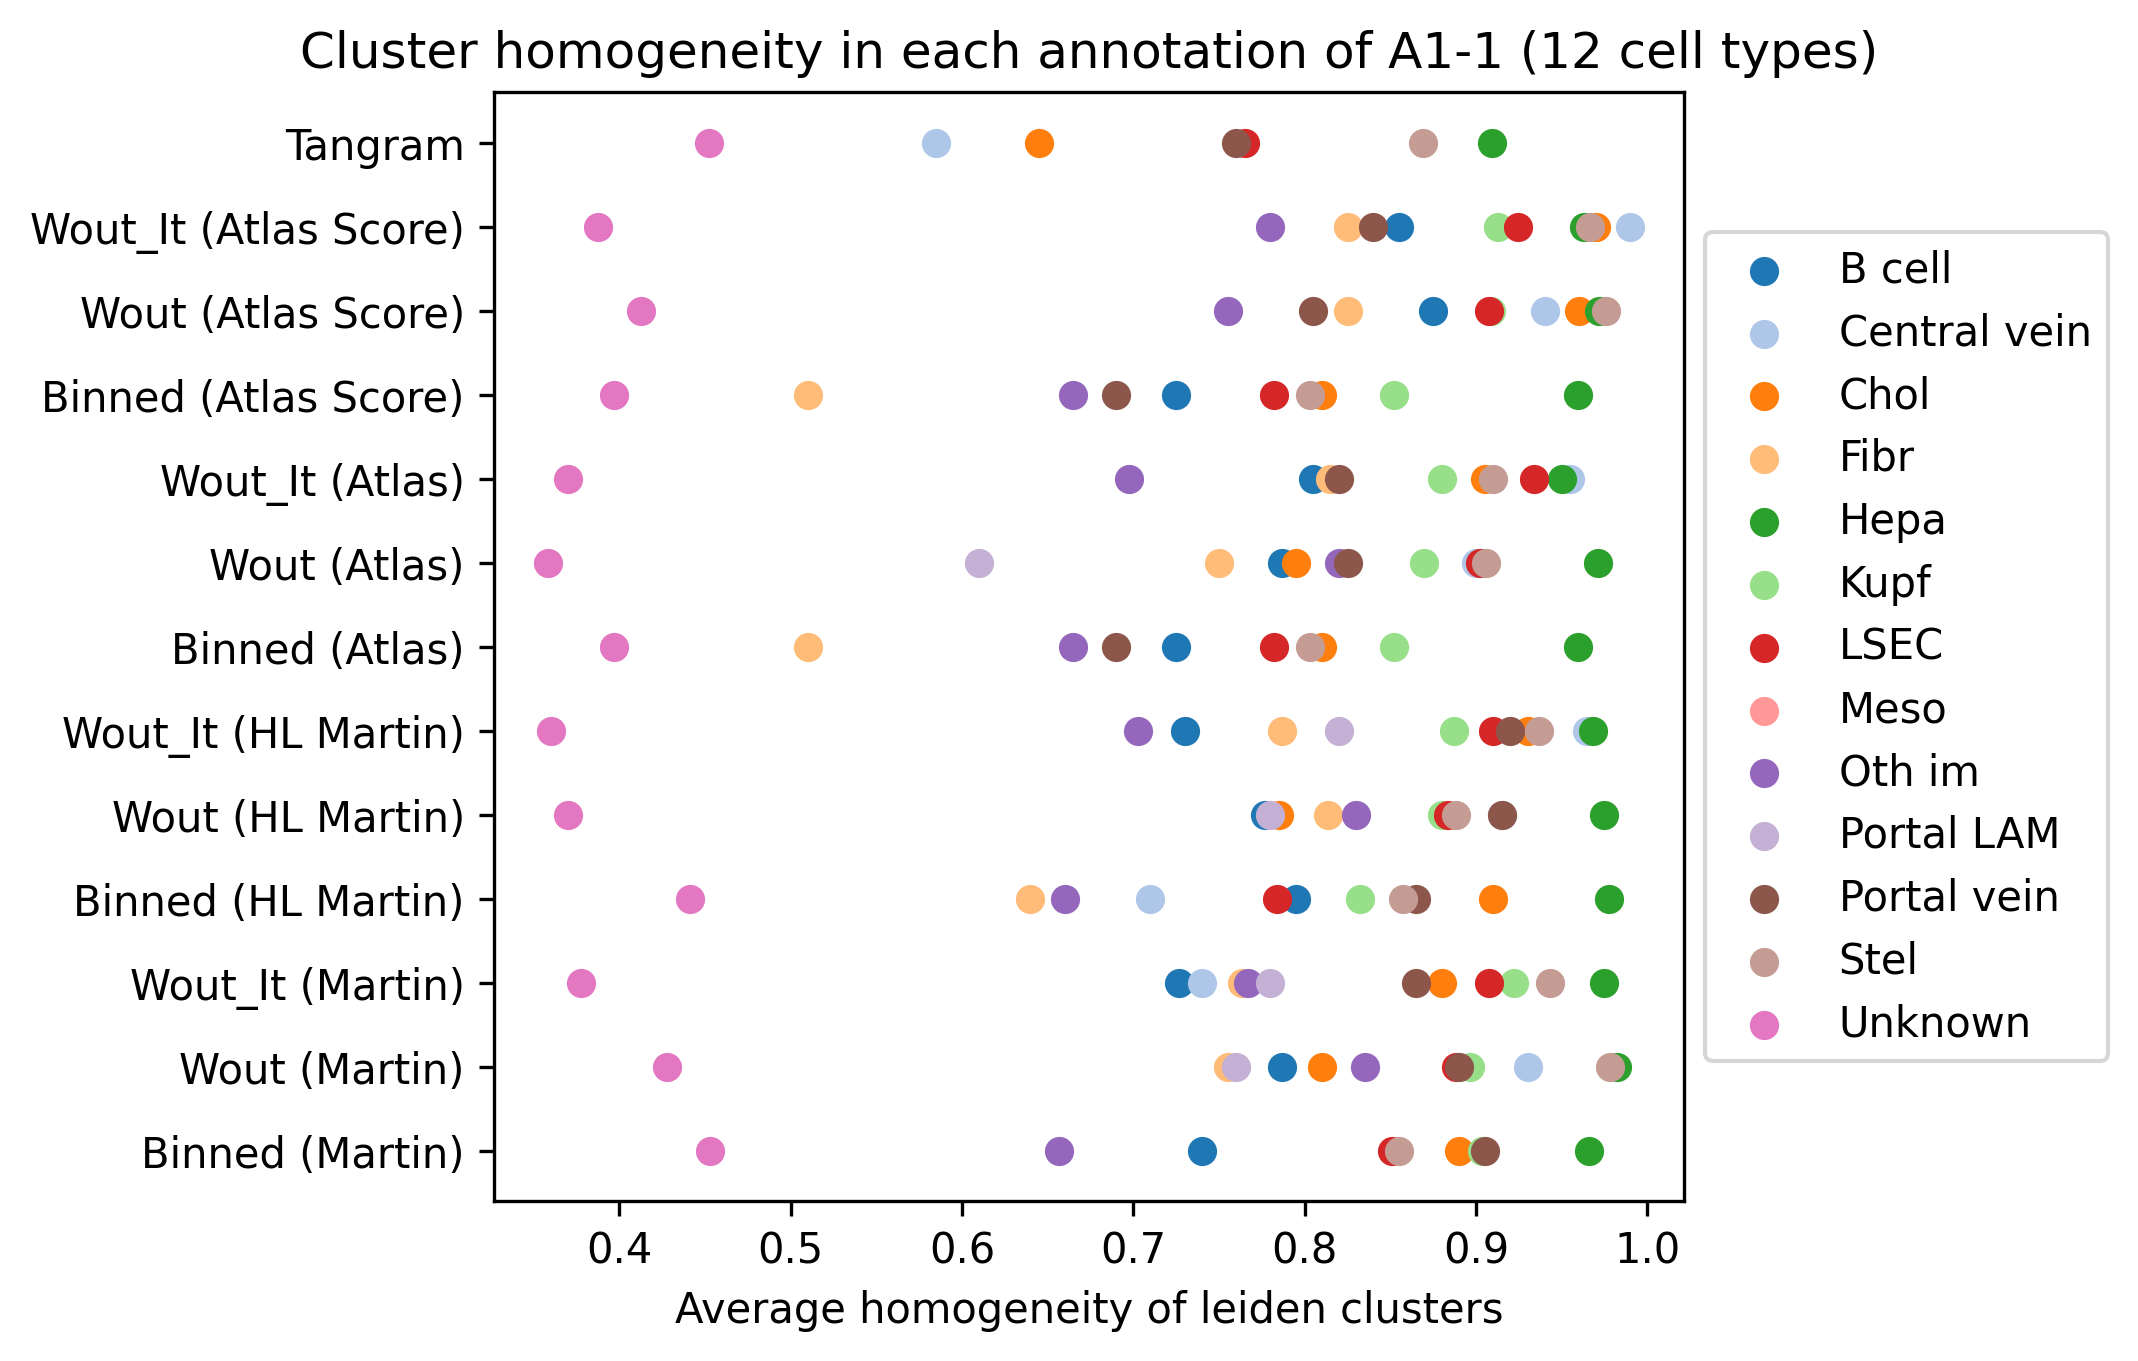 Cluster homogeneity in each annotation of A1-1 (12 cell types)
Tangram
Wout_It (Atlas Score)
Wout (Atlas Score)
Binned (Atlas Score)
Wout_It (Atlas)
Wout (Atlas)
Binned (Atlas)
Wout_It (HL Martin)
Wout (HL Martin)
Binned (HL Martin)
Wout_It (Martin)
Wout (Martin)
Binned (Martin)
0.4 0.5 0.6 0.7 0.8 0.9 1.0
Average homogeneity of leiden clusters
B cell
Central vein
Chol
Fibr
Hepa
Kupf
LSEC
Meso
Oth im
Portal LAM
Portal vein
Stel
Unknown